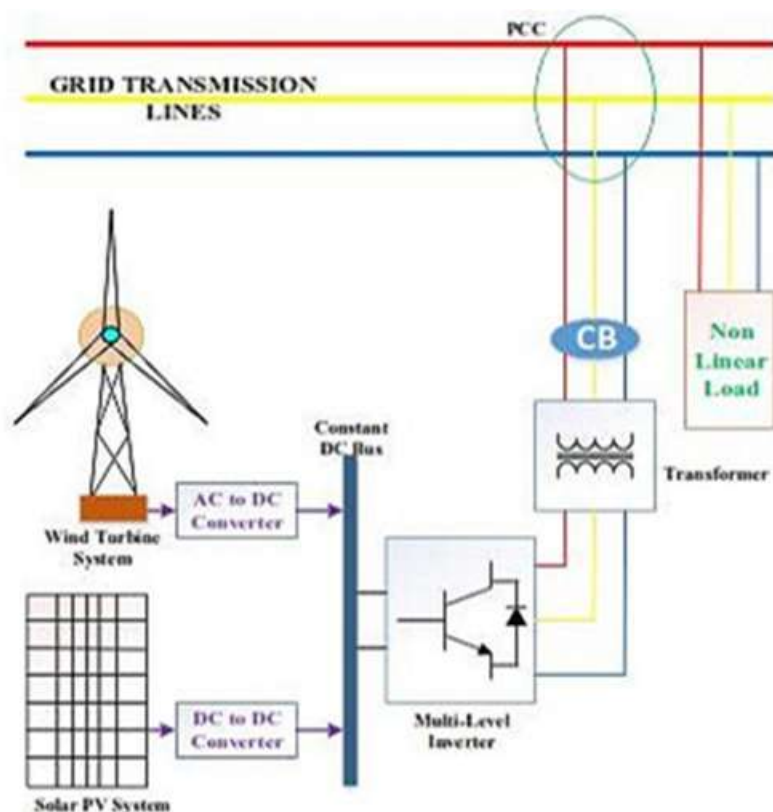 PCC
GRID TRANSMISSION
LINES
CB
Non
Linear
Load
Constant
DC Bus
Transformer
AC to DC
Converter
Wind Turbine
System
DC to DC
Converter
Multi-Level
Inverter
Solar PV System